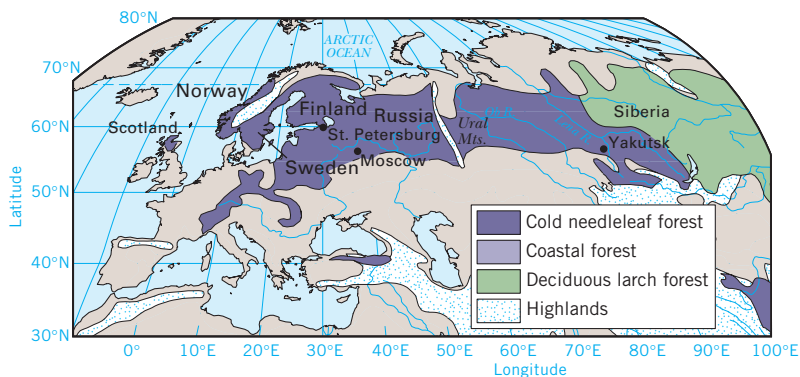 80°N
ARCTIC
OCEAN
70°N
Norway
Finland
Russia
Siberia
Scotland
60°N
St. Petersburg
Ural
Mts.
Ob R.
Lena R.
Yakutsk
Moscow
Sweden
50°N
Latitude
Cold needleleaf forest
Coastal forest
40°N
Deciduous larch forest
Highlands
30°N
0°
10°E
20°E
30°E
40°E
50°E
60°E
70°E
80°E
90°E
100°E
Longitude